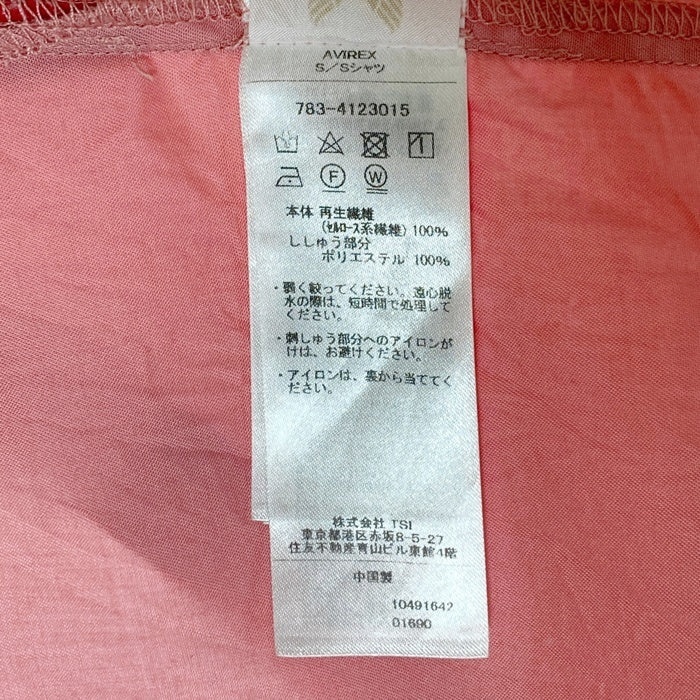 AVIREX
S/Sシャツ
783-4123015
F W
本体 再生繊維
(セルロース系繊維) 100%
ししゅう部分
ポリエステル 100%
・弱く絞ってください。遠心脱
水の際は、短時間で処理して
ください。
・刺しゅう部分へのアイロンが
けは、お避けください。
・アイロンは、裏から当ててく
ださい。
株式会社 TSI
東京都港区赤坂8-5-27
住友不動産青山ビル東館4階
中国製
10491642
01690